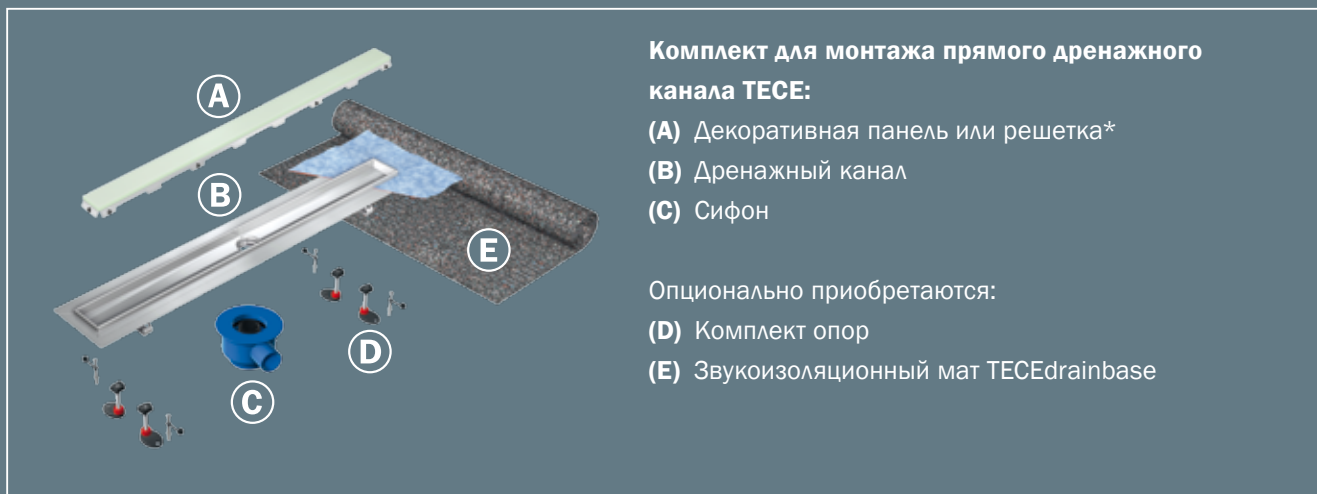 Комплект для монтажа прямого дренажного
канала TECE:
(A) Декоративная панель или решетка*
(B) Дренажный канал
(C) Сифон
Опционально приобретаются:
(D) Комплект опор
(E) Звукоизоляционный мат TECEdrainbase
A
B
E
D
C